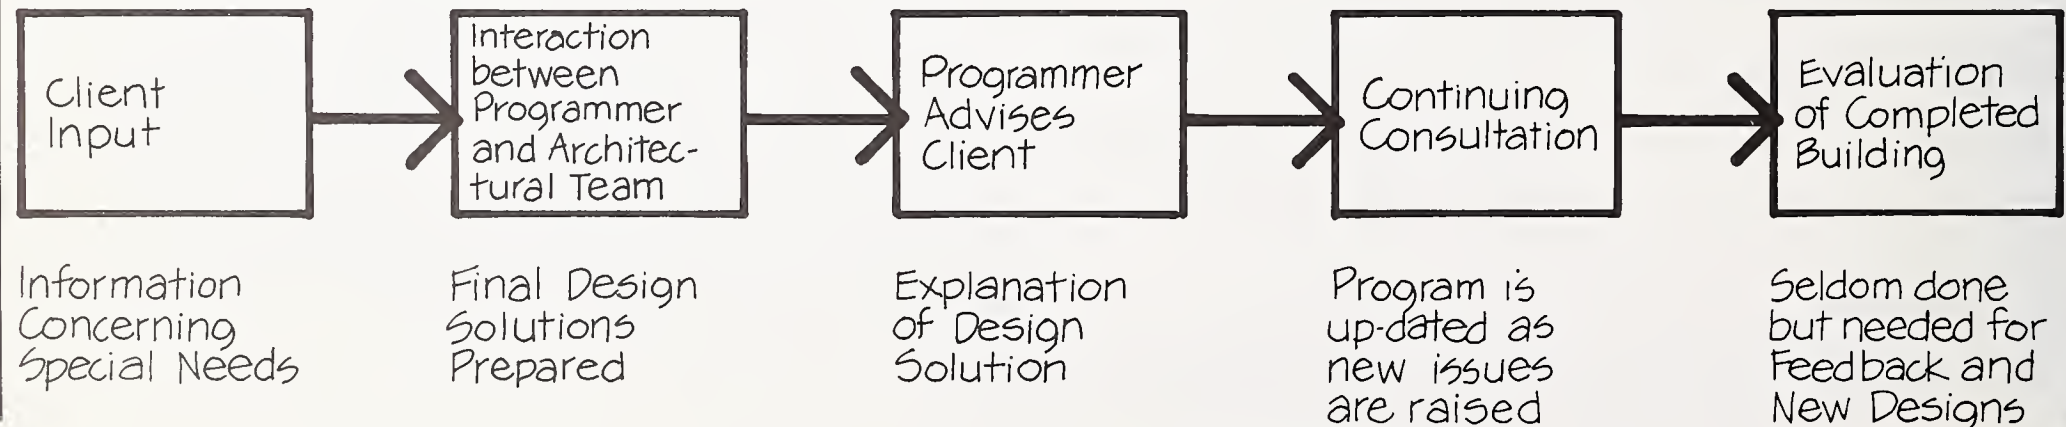 Client
Input
Interaction
between
Programmer
and Architec-
tural Team
Programmer
Advises
Client
Continuing
Consultation
Evaluation
of Completed
Building
Information
Concerning
Special Needs
Final Design
Solutions
Prepared
Explanation
of Design
Solution
Program is
up-dated as
new issues
are raised
Seldom done
but needed for
Feedback and
New Designs